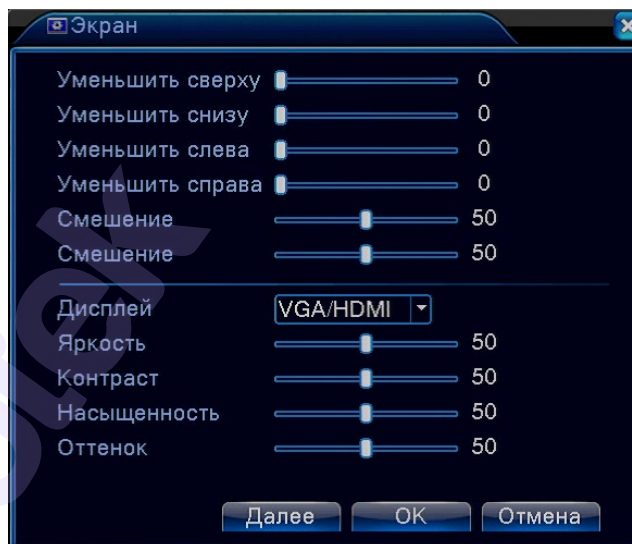 Экран
Уменьшить сверху 0
Уменьшить снизу 0
Уменьшить слева 0
Уменьшить справа 0
Смешение 50
Смешение 50
Дисплей VGA/HDMI
Яркость 50
Контраст 50
Насыщенность 50
Оттенок 50
Далее OK Отмена